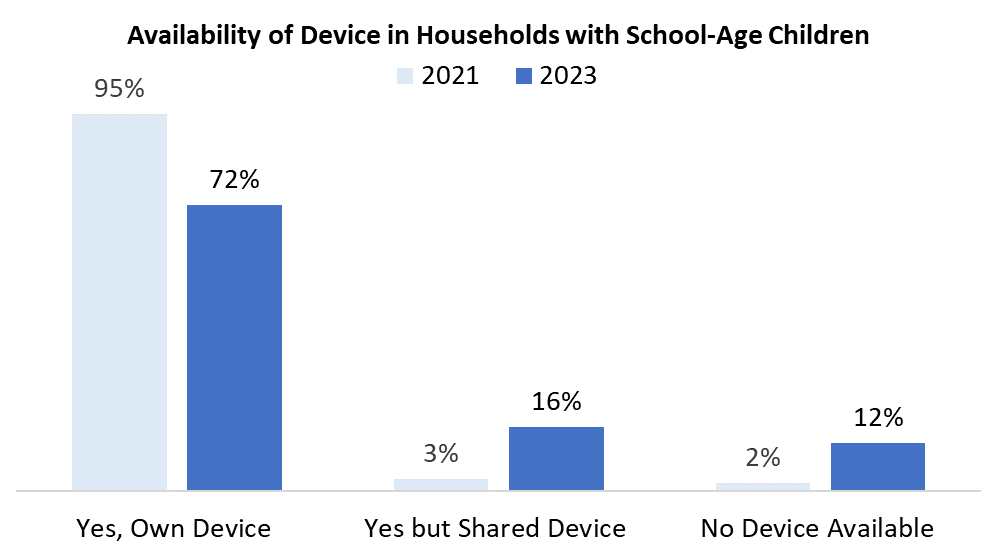 Availability of Device in Households with School-Age Children
2021 2023
95%
72%
3%
16%
2%
12%
Yes, Own Device
Yes but Shared Device
No Device Available